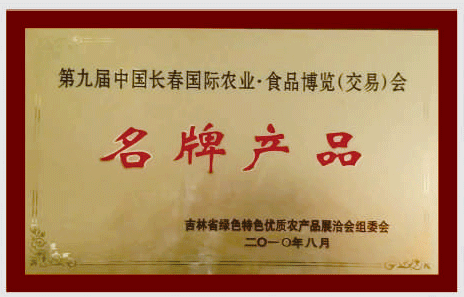 第九届中国长春国际农业·食品博览(交易)会
名牌产品
吉林省绿色特色优质农产品展洽会组委会
二〇一〇年八月